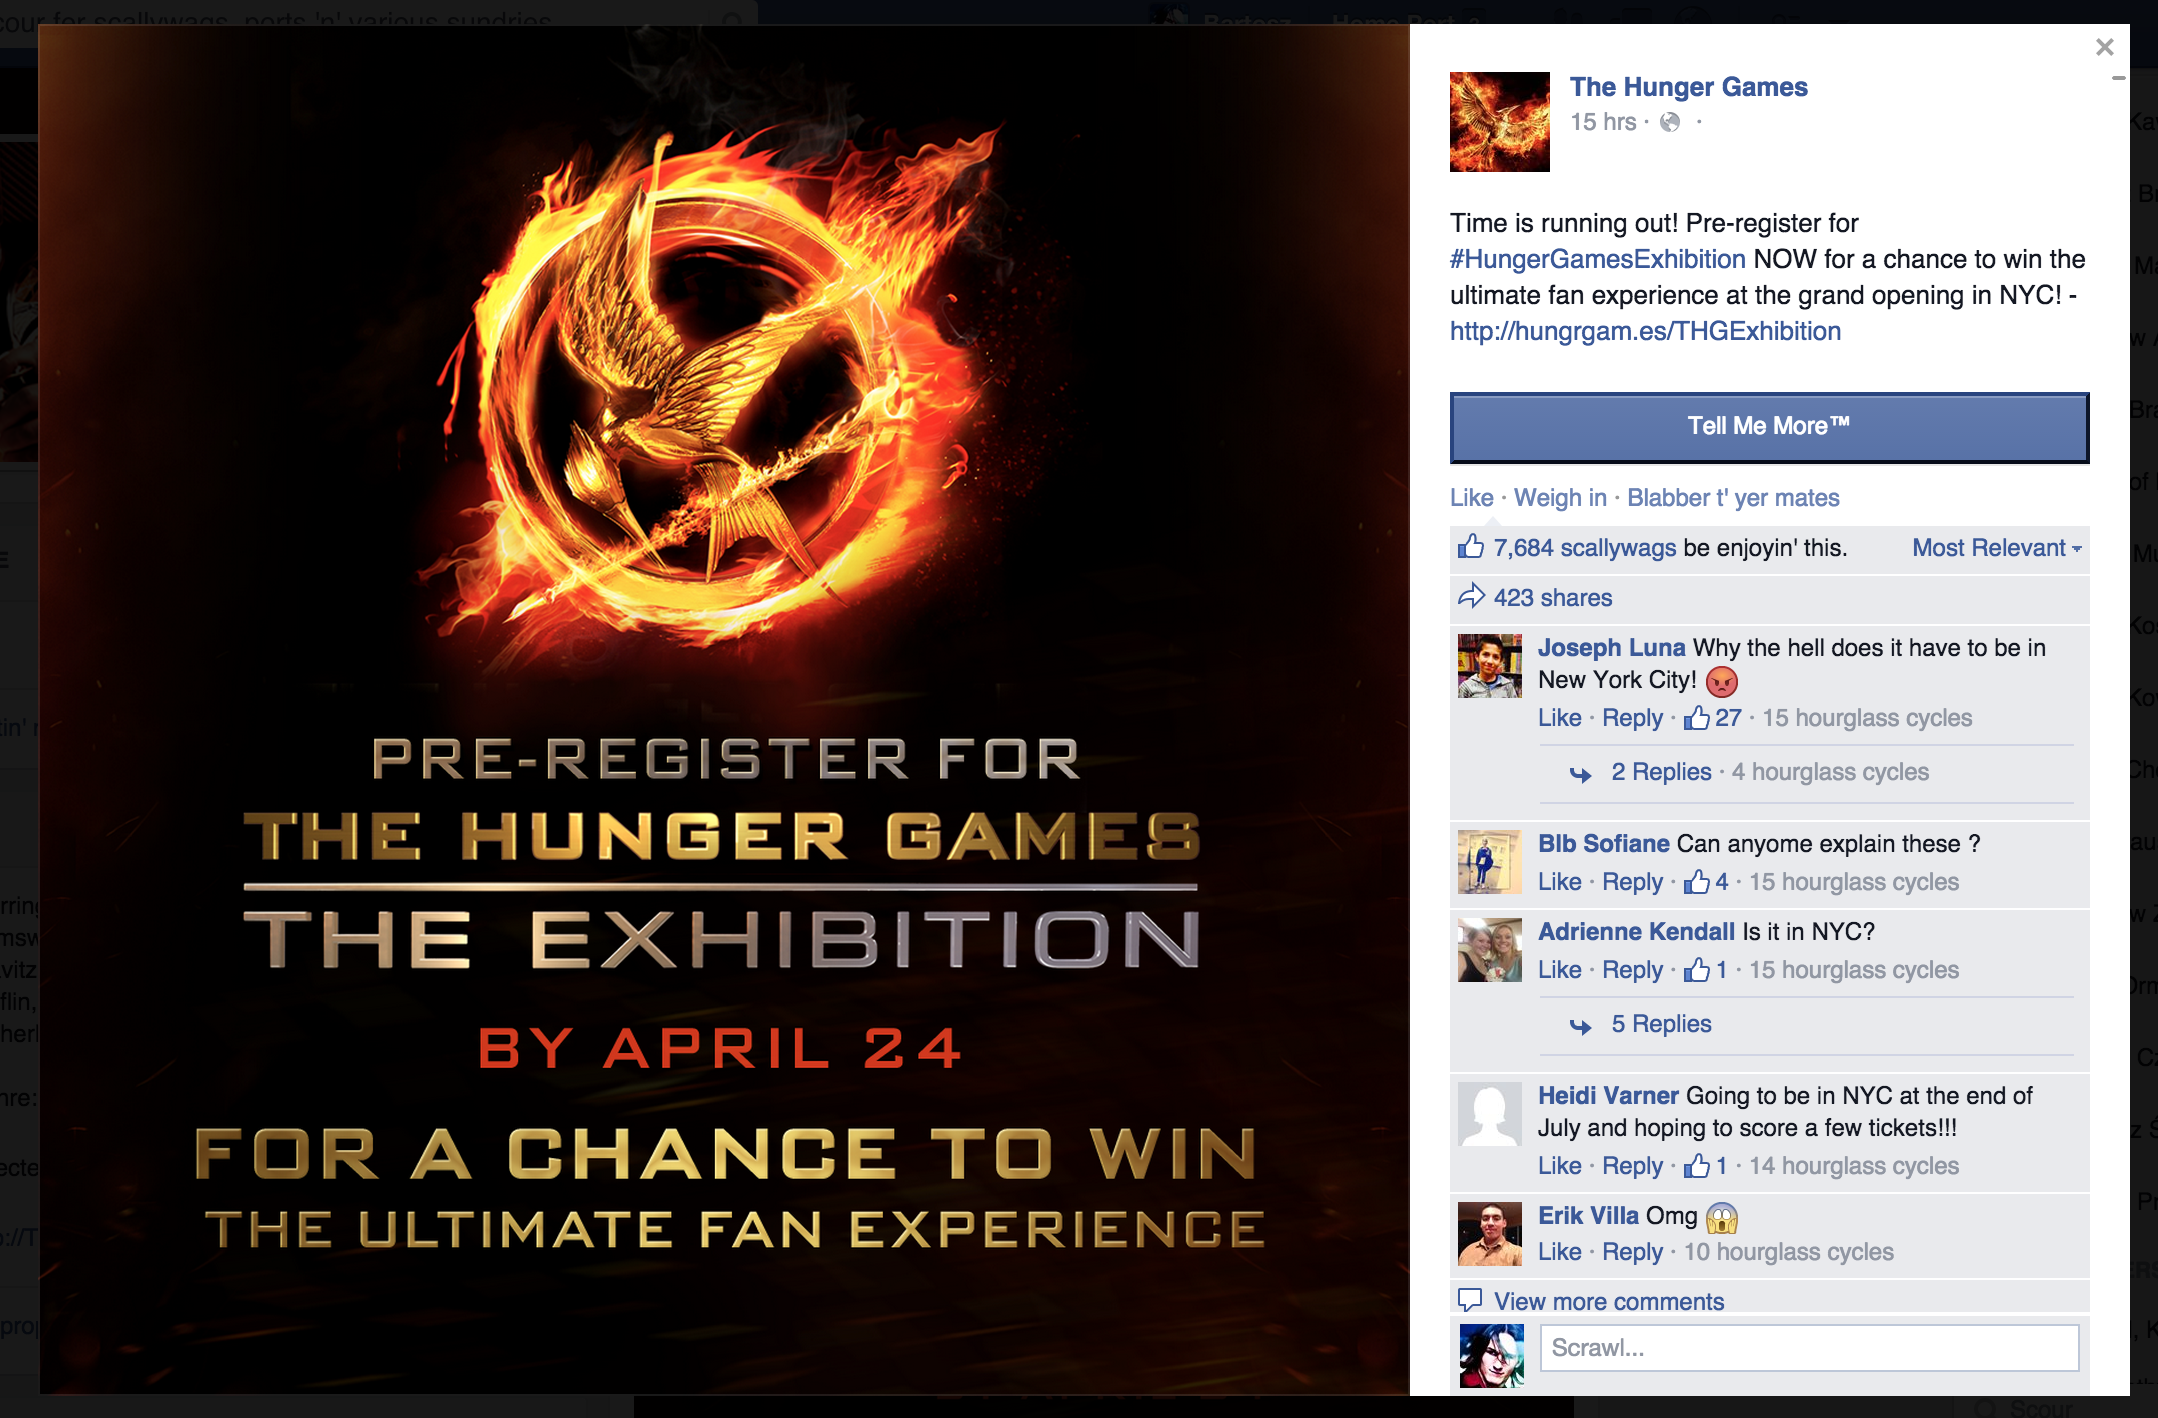 PRE-REGISTER FOR
THE HUNGER GAMES
THE EXHIBITION
BY APRIL 24
FOR A CHANCE TO WIN
THE ULTIMATE FAN EXPERIENCE
The Hunger Games
15 hrs ·  ·
Time is running out! Pre-register for
#HungerGamesExhibition NOW for a chance to win the
ultimate fan experience at the grand opening in NYC! -
http://hungrgam.es/THGExhibition
Tell Me More™
Like · Weigh in · Blabber t' yer mates
7,684 scallywags be enjoyin' this.
Most Relevant
423 shares
Joseph Luna Why the hell does it have to be in
New York City! 😡
Like · Reply · 27 · 15 hourglass cycles
2 Replies · 4 hourglass cycles
Blb Sofiane Can anyome explain these ?
Like · Reply · 4 · 15 hourglass cycles
Adrienne Kendall Is it in NYC?
Like · Reply · 1 · 15 hourglass cycles
5 Replies
Heidi Varner Going to be in NYC at the end of
July and hoping to score a few tickets!!!
Like · Reply · 1 · 14 hourglass cycles
Erik Villa Omg 😱
Like · Reply · 10 hourglass cycles
View more comments
Scrawl...
Scour